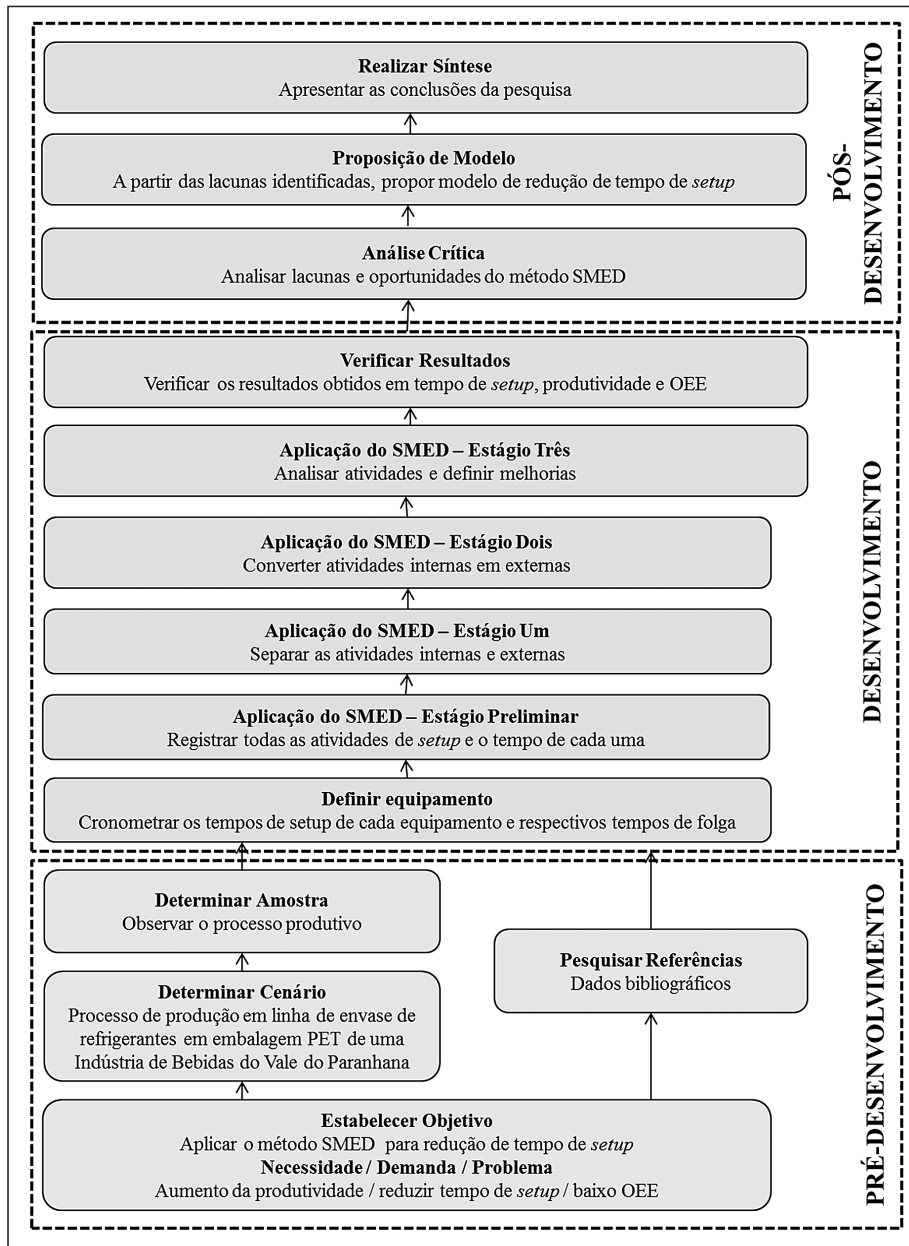 Realizar Síntese
Apresentar as conclusões da pesquisa
Proposição de Modelo
A partir das lacunas identificadas, propor modelo de redução de tempo de setup
Análise Crítica
Analisar lacunas e oportunidades do método SMED
PÓS-
DESENVOLVIMENTO
Verificar Resultados
Verificar os resultados obtidos em tempo de setup, produtividade e OEE
Aplicação do SMED – Estágio Três
Analisar atividades e definir melhorias
Aplicação do SMED – Estágio Dois
Converter atividades internas em externas
Aplicação do SMED – Estágio Um
Separar as atividades internas e externas
Aplicação do SMED – Estágio Preliminar
Registrar todas as atividades de setup e o tempo de cada uma
Definir equipamento
Cronometrar os tempos de setup de cada equipamento e respectivos tempos de folga
DESENVOLVIMENTO
Determinar Amostra
Observar o processo produtivo
Pesquisar Referências
Dados bibliográficos
Determinar Cenário
Processo de produção em linha de envase de
refrigerantes em embalagem PET de uma
Indústria de Bebidas do Vale do Paranhana
Estabelecer Objetivo
Aplicar o método SMED para redução de tempo de setup
Necessidade / Demanda / Problema
Aumento da produtividade / reduzir tempo de setup / baixo OEE
PRÉ-DESENVOLVIMENTO